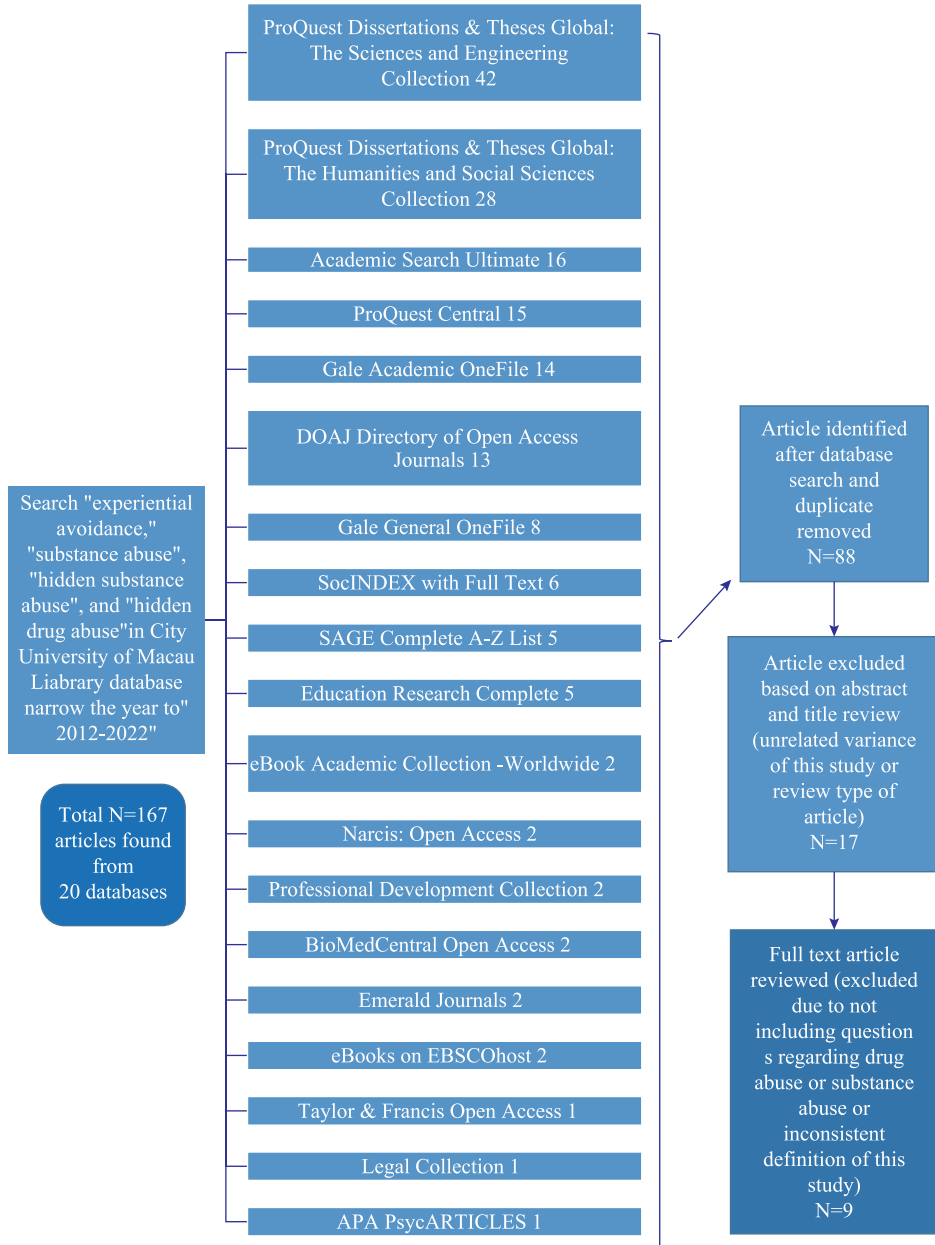 Search "experiential
avoidance,"
"substance abuse",
"hidden substance
abuse", and "hidden
drug abuse"in City
University of Macau
Liabrary database
narrow the year to"
2012-2022"
Total N=167
articles found
from
20 databases
ProQuest Dissertations & Theses Global:
The Sciences and Engineering
Collection 42
ProQuest Dissertations & Theses Global:
The Humanities and Social Sciences
Collection 28
Academic Search Ultimate 16
ProQuest Central 15
Gale Academic OneFile 14
DOAJ Directory of Open Access
Journals 13
Gale General OneFile 8
SocINDEX with Full Text 6
SAGE Complete A-Z List 5
Education Research Complete 5
eBook Academic Collection -Worldwide 2
Narcis: Open Access 2
Professional Development Collection 2
BioMedCentral Open Access 2
Emerald Journals 2
eBooks on EBSCOhost 2
Taylor & Francis Open Access 1
Legal Collection 1
APA PsycARTICLES 1
Article identified
after database
search and
duplicate
removed
N=88
Article excluded
based on abstract
and title review
(unrelated variance
of this study or
review type of
article)
N=17
Full text article
reviewed (excluded
due to not
including question
s regarding drug
abuse or substance
abuse or
inconsistent
definition of this
study)
N=9